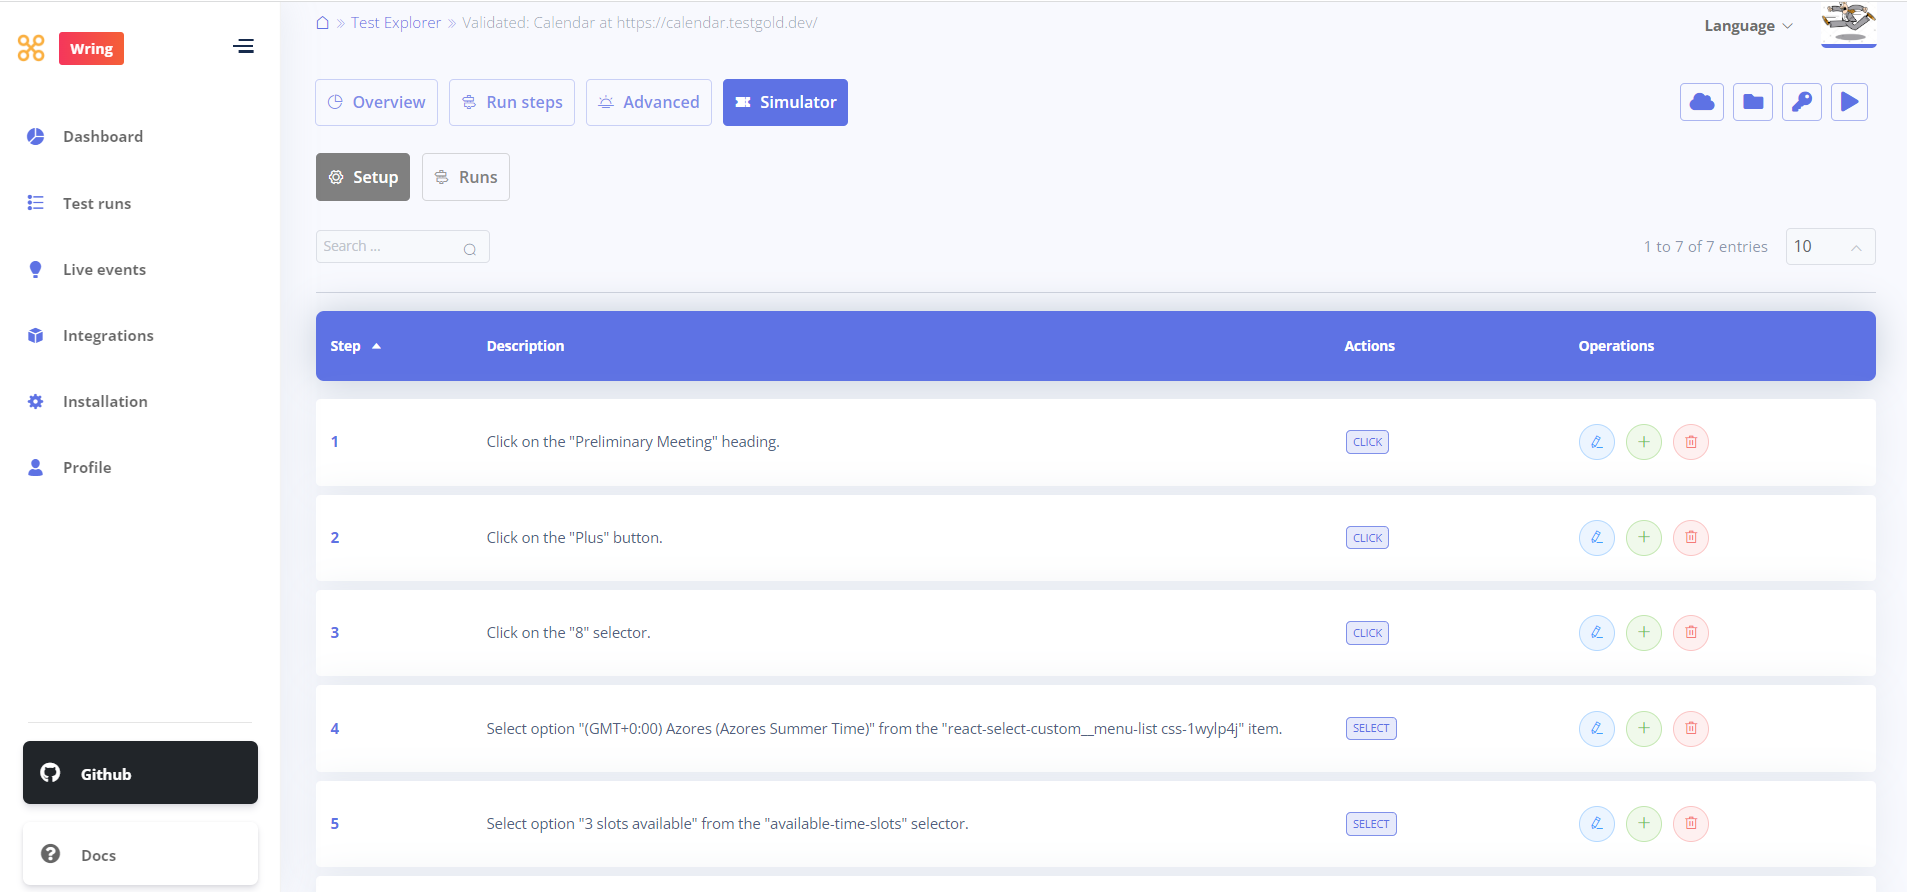 Wring
Dashboard
Test runs
Live events
Integrations
Installation
Profile
Github
Docs
» Test Explorer » Validated: Calendar at https://calendar.testgold.dev/
Language
Overview
Run steps
Advanced
Simulator
Setup
Runs
Search ...
1 to 7 of 7 entries
10
Step Description Actions Operations
1 Click on the "Preliminary Meeting" heading. CLICK
2 Click on the "Plus" button. CLICK
3 Click on the "8" selector. CLICK
4 Select option "(GMT+0:00) Azores (Azores Summer Time)" from the "react-select-custom__menu-list css-1wylp4j" item. SELECT
5 Select option "3 slots available" from the "available-time-slots" selector. SELECT